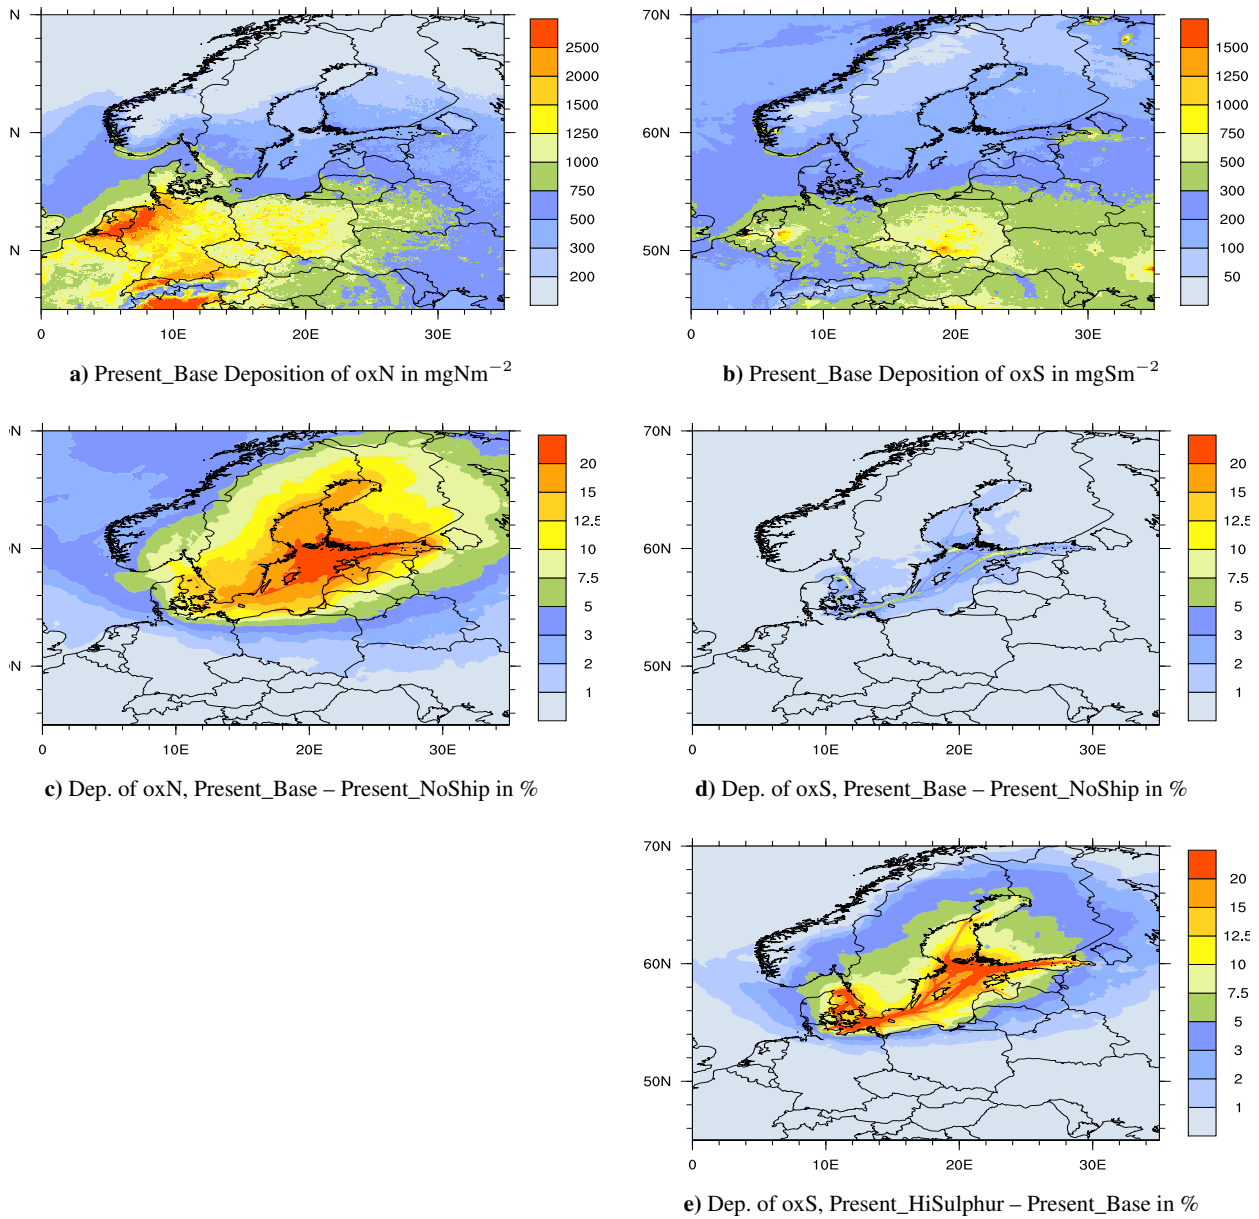 N
N
N
0 10E 20E 30E
2500
2000
1500
1250
1000
750
500
300
200
a) Present_Base Deposition of oxN in mgNm⁻²
70N
60N
50N
0 10E 20E 30E
1500
1250
1000
750
500
300
200
100
50
b) Present_Base Deposition of oxS in mgSm⁻²
N
N
N
0 10E 20E 30E
20
15
12.5
10
7.5
5
3
2
1
c) Dep. of oxN, Present_Base – Present_NoShip in %
70N
60N
50N
0 10E 20E 30E
20
15
12.5
10
7.5
5
3
2
1
d) Dep. of oxS, Present_Base – Present_NoShip in %
70N
60N
50N
0 10E 20E 30E
20
15
12.5
10
7.5
5
3
2
1
e) Dep. of oxS, Present_HiSulphur – Present_Base in %